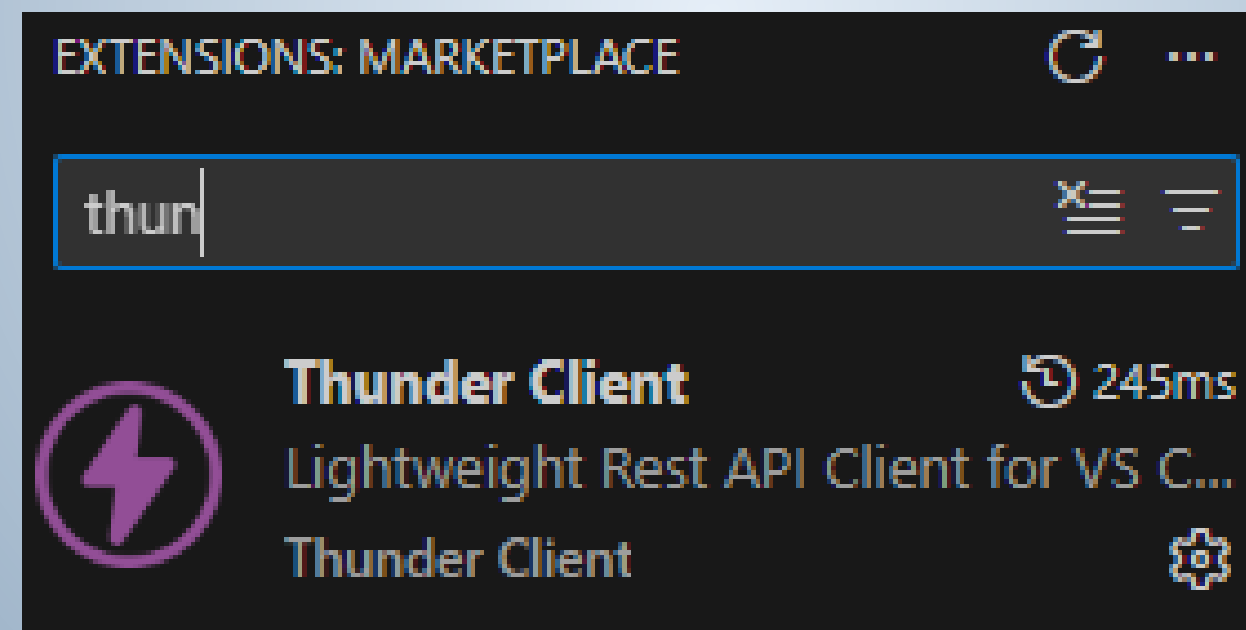 EXTENSIONS: MARKETPLACE
thun
Thunder Client 245ms
Lightweight Rest API Client for VS C...
Thunder Client